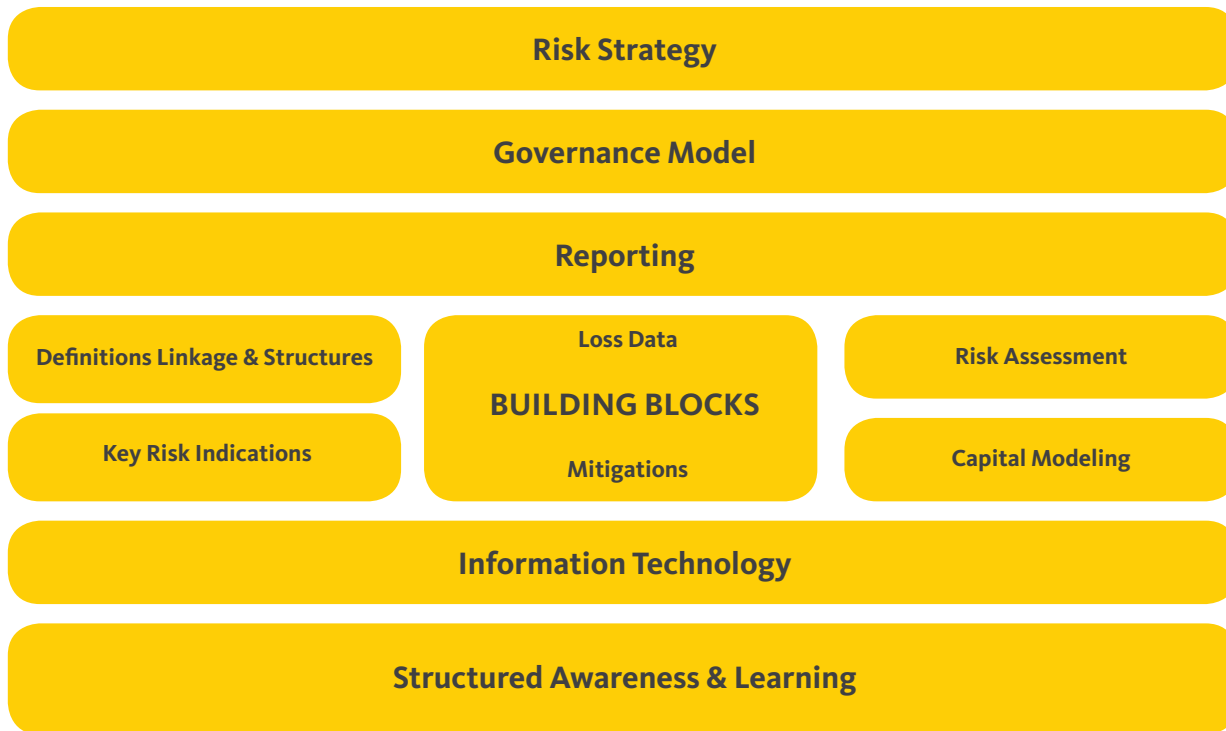 Risk Strategy
Governance Model
Reporting
Definitions Linkage & Structures
Key Risk Indications
Loss Data
BUILDING BLOCKS
Mitigations
Risk Assessment
Capital Modeling
Information Technology
Structured Awareness & Learning